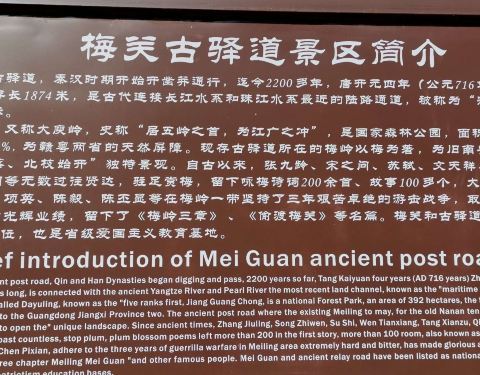 梅关古驿道景区简介
古驿道，秦汉时期开始开凿并通行，迄今2200多年，唐开元四年（公元716
长1874米，是古代连接长江水系和珠江水系最近的陆路通道，被称为“
又称大庾岭，史称“居五岭之首，为江广之冲”，是国家森林公园，面积
%，为赣粤两省的天然屏障。现存古驿道所在的梅岭以梅为著，为旧南
北枝始开”独特景观。自古以来，张九龄、宋之问、苏轼、文天祥
等无数过往贤达，驻足赏梅，留下咏梅诗词200余首、故事100多个，大
项英、陈毅、陈丕显等在梅岭一带坚持了三年艰苦卓绝的游击战争，取
光辉业绩，留下了《梅岭三章》、《偷渡梅关》等名篇。梅关和古驿道
位，也是省级爱国主义教育基地。
ef introduction of Mei Guan ancient post roa
ent post road, Qin and Han Dynasties began digging and pass, 2200 years so far, Tang Kaiyuan four years (AD 716 years) Zh
is long, is connected with the ancient Yangtze River and Pearl River the most recent land channel, known as the "maritime
alled Dayuling, known as the "five ranks first, Jiang Guang Chong, is a national Forest Park, an area of 392 hectares, the
to the Guangdong Jiangxi Province two. The ancient post road where the existing Meiling to may, for the old Nanan ten
to open the" unique landscape. Since ancient times, Zhang Jiuling, Song Zhiwen, Su Shi, Wen Tianxiang, Tang Xianzu,
past countless, stop plum, plum blossom poems left more than 200 in the first story, more than 100 room, also known as
Chen Pixian, adhere to the three years of guerrilla warfare in Meiling area extremely hard and bitter, has made glorious
ree chapter Meiling Mei Guan "and other famous people. Mei Guan and ancient relay road have been listed as nation
patriotism education bases.